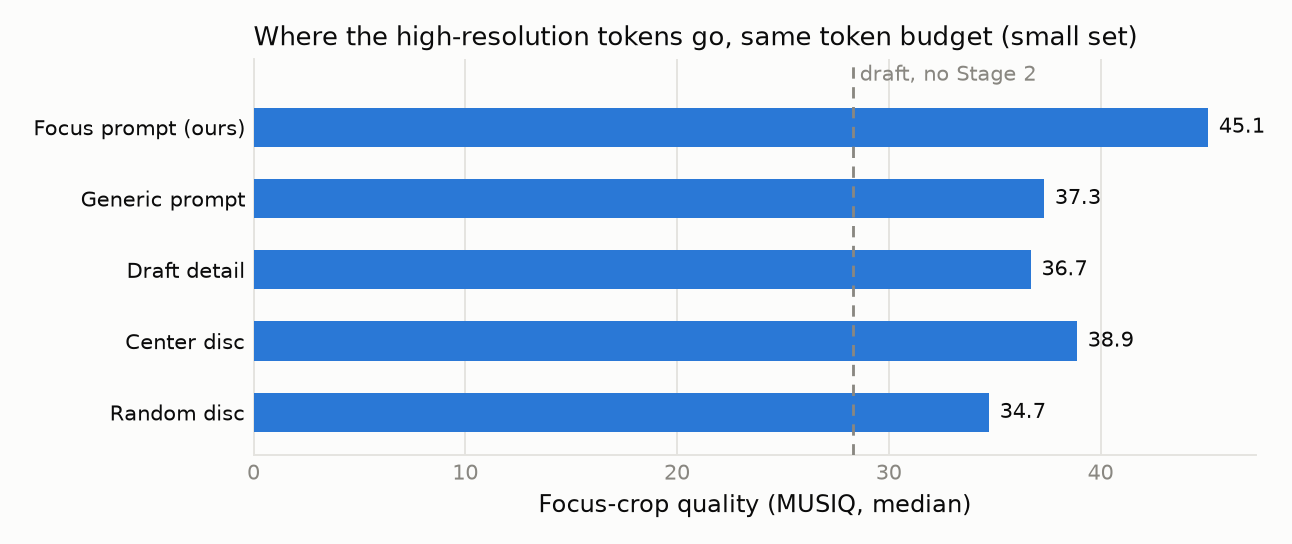 Where the high-resolution tokens go, same token budget (small set)
draft, no Stage 2
Focus prompt (ours) 45.1
Generic prompt 37.3
Draft detail 36.7
Center disc 38.9
Random disc 34.7
0 10 20 30 40
Focus-crop quality (MUSIQ, median)